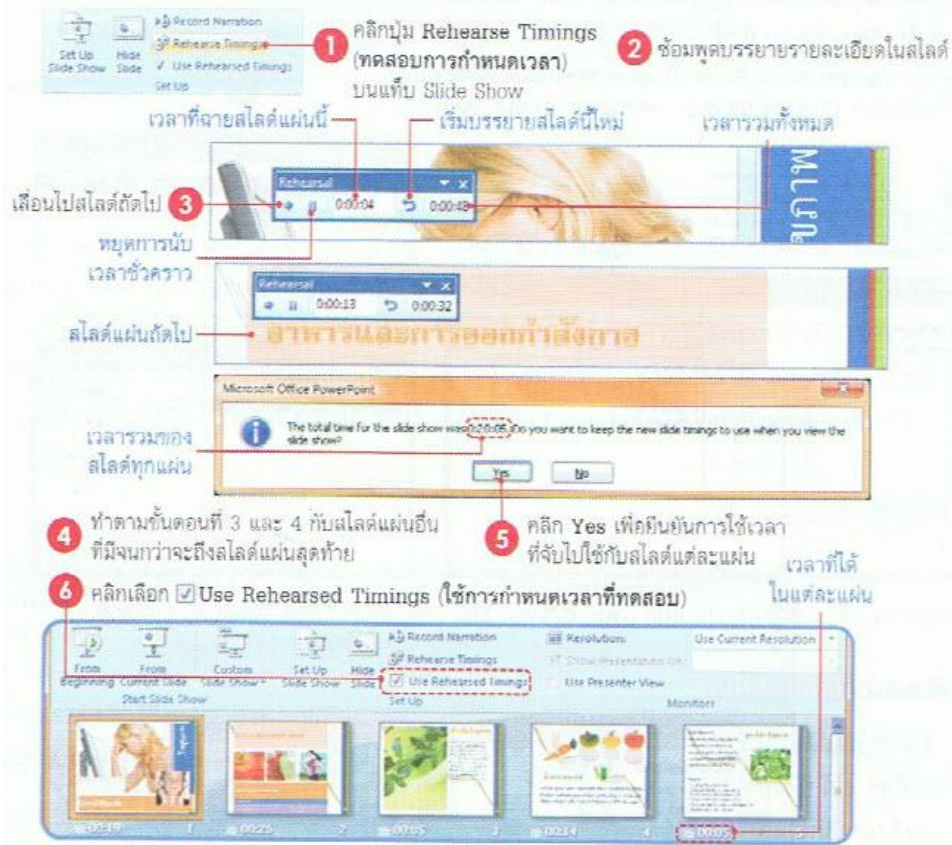 Record Narration
Rehearse Timings
Use Rehearsed Timings
Set Up
Slide Show
Hide
Slide
Set Up
1 คลิกปุ่ม Rehearse Timings
(ทดสอบการกำหนดเวลา)
บนแท็บ Slide Show
2 ซ้อมพูดบรรยายรายละเอียดในสไลด์
เวลาที่ฉายสไลด์แผ่นนี้
เริ่มบรรยายสไลด์นี้ใหม่
เวลารวมทั้งหมด
Rehearsal
0:00:04
0:00:48
เลื่อนไปสไลด์ถัดไป 3
หยุดการนับ
เวลาชั่วคราว
Rehearsal
0:00:13
0:00:32
สไลด์แผ่นถัดไป
อาหารและการออกกำลังกาย
Microsoft Office PowerPoint
The total time for the slide show was 0:20:06. Do you want to keep the new slide timings to use when you view the
slide show?
Yes
No
เวลารวมของ
สไลด์ทุกแผ่น
4 ทำตามขั้นตอนที่ 3 และ 4 กับสไลด์แผ่นอื่น
ที่มีจนกว่าจะถึงสไลด์แผ่นสุดท้าย
5 คลิก Yes เพื่อยืนยันการใช้เวลา
ที่จับไปใช้กับสไลด์แต่ละแผ่น
เวลาที่ได้
ในแต่ละแผ่น
6 คลิกเลือก Use Rehearsed Timings (ใช้การกำหนดเวลาที่ทดสอบ)
From
Beginning
From
Current Slide
Custom
Slide Show
Start Slide Show
Set Up
Slide Show
Hide
Slide
Record Narration
Rehearse Timings
Use Rehearsed Timings
Set Up
Resolution:
Use Current Resolution
Show Presentation On:
Use Presenter View
Monitors
00:19 1
00:25 2
00:05 3
00:14 4
00:05 5